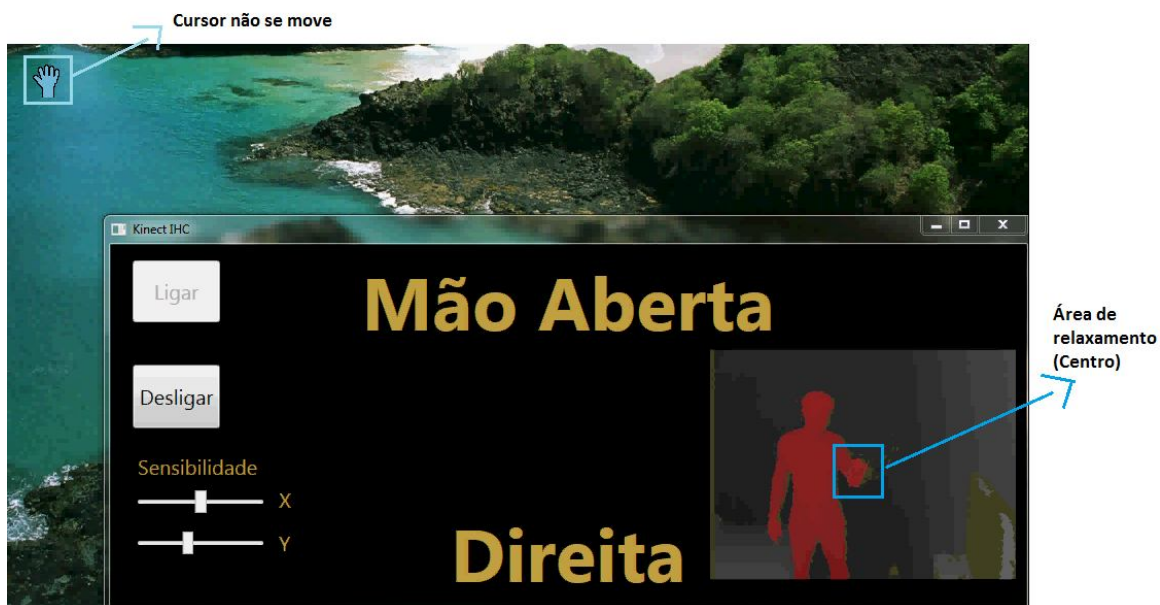 Cursor não se move
Kinect IHC
Ligar
Mão Aberta
Área de
relaxamento
(Centro)
Desligar
Sensibilidade
X
Y
Direita